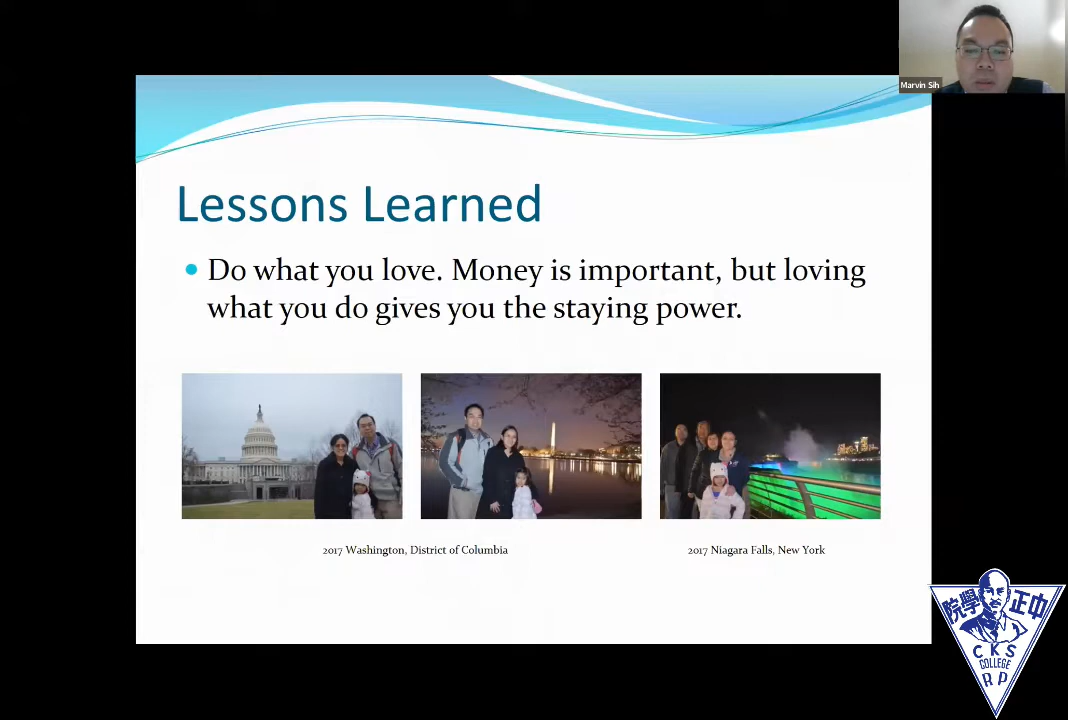 Marvin Sih
Lessons Learned
Do what you love. Money is important, but loving
what you do gives you the staying power.
2017 Washington, District of Columbia
2017 Niagara Falls, New York
院學 正中
CKS
COLLEGE
RP